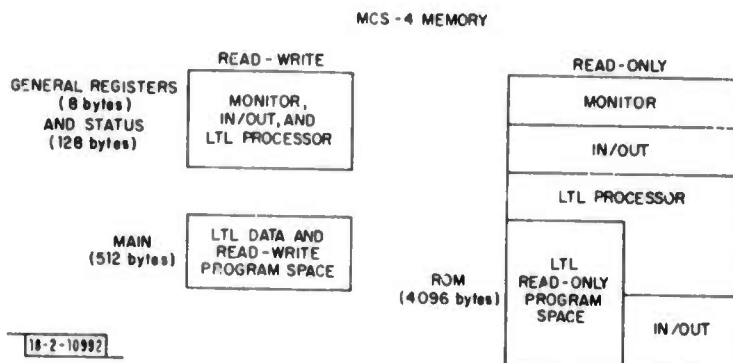 MCS-4 MEMORY
READ-WRITE
GENERAL REGISTERS
(8 bytes)
AND STATUS
(128 bytes)
MONITOR,
IN/OUT, AND
LTL PROCESSOR
MAIN
(512 bytes)
LTL DATA AND
READ-WRITE
PROGRAM SPACE
READ-ONLY
MONITOR
IN/OUT
LTL PROCESSOR
ROM
(4096 bytes)
LTL
READ-ONLY
PROGRAM
SPACE
IN/OUT
18-2-10992